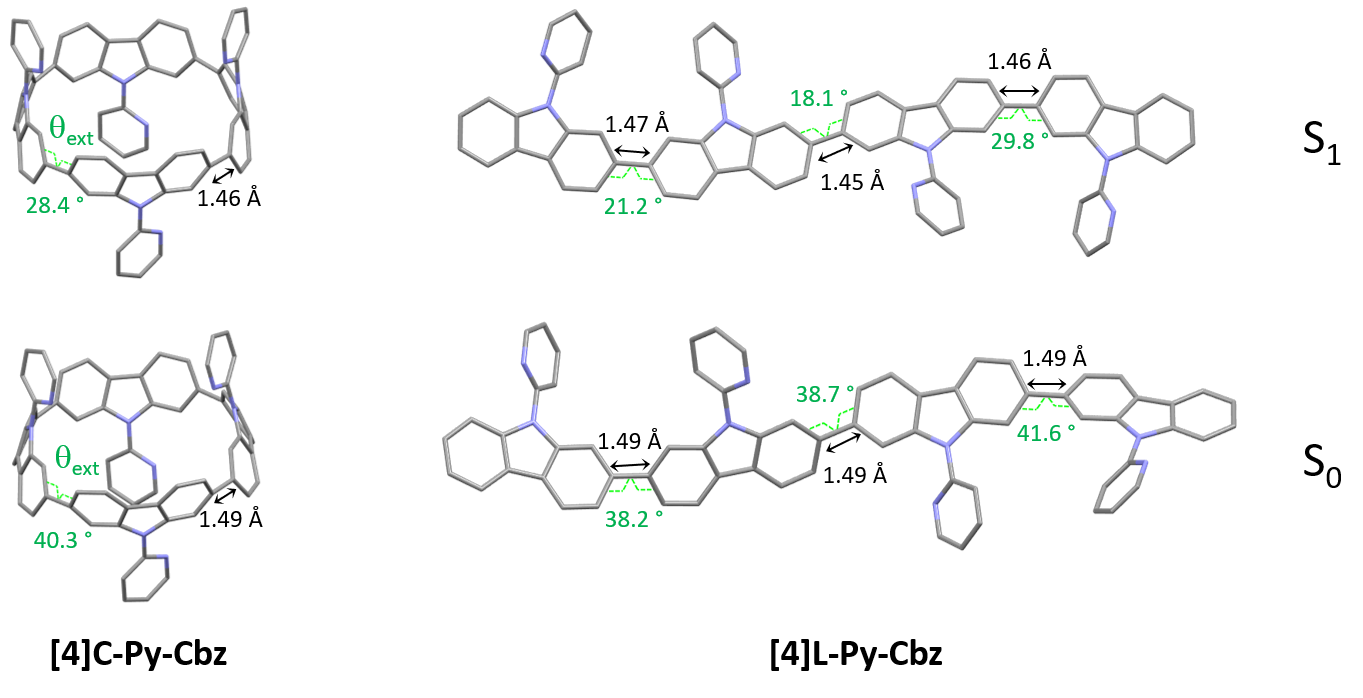 θext
28.4 °
1.46 Å
1.47 Å
21.2 °
18.1 °
1.45 Å
1.46 Å
29.8 °
S1
θext
40.3 °
1.49 Å
1.49 Å
38.2 °
38.7 °
1.49 Å
1.49 Å
41.6 °
S0
[4]C-Py-Cbz
[4]L-Py-Cbz